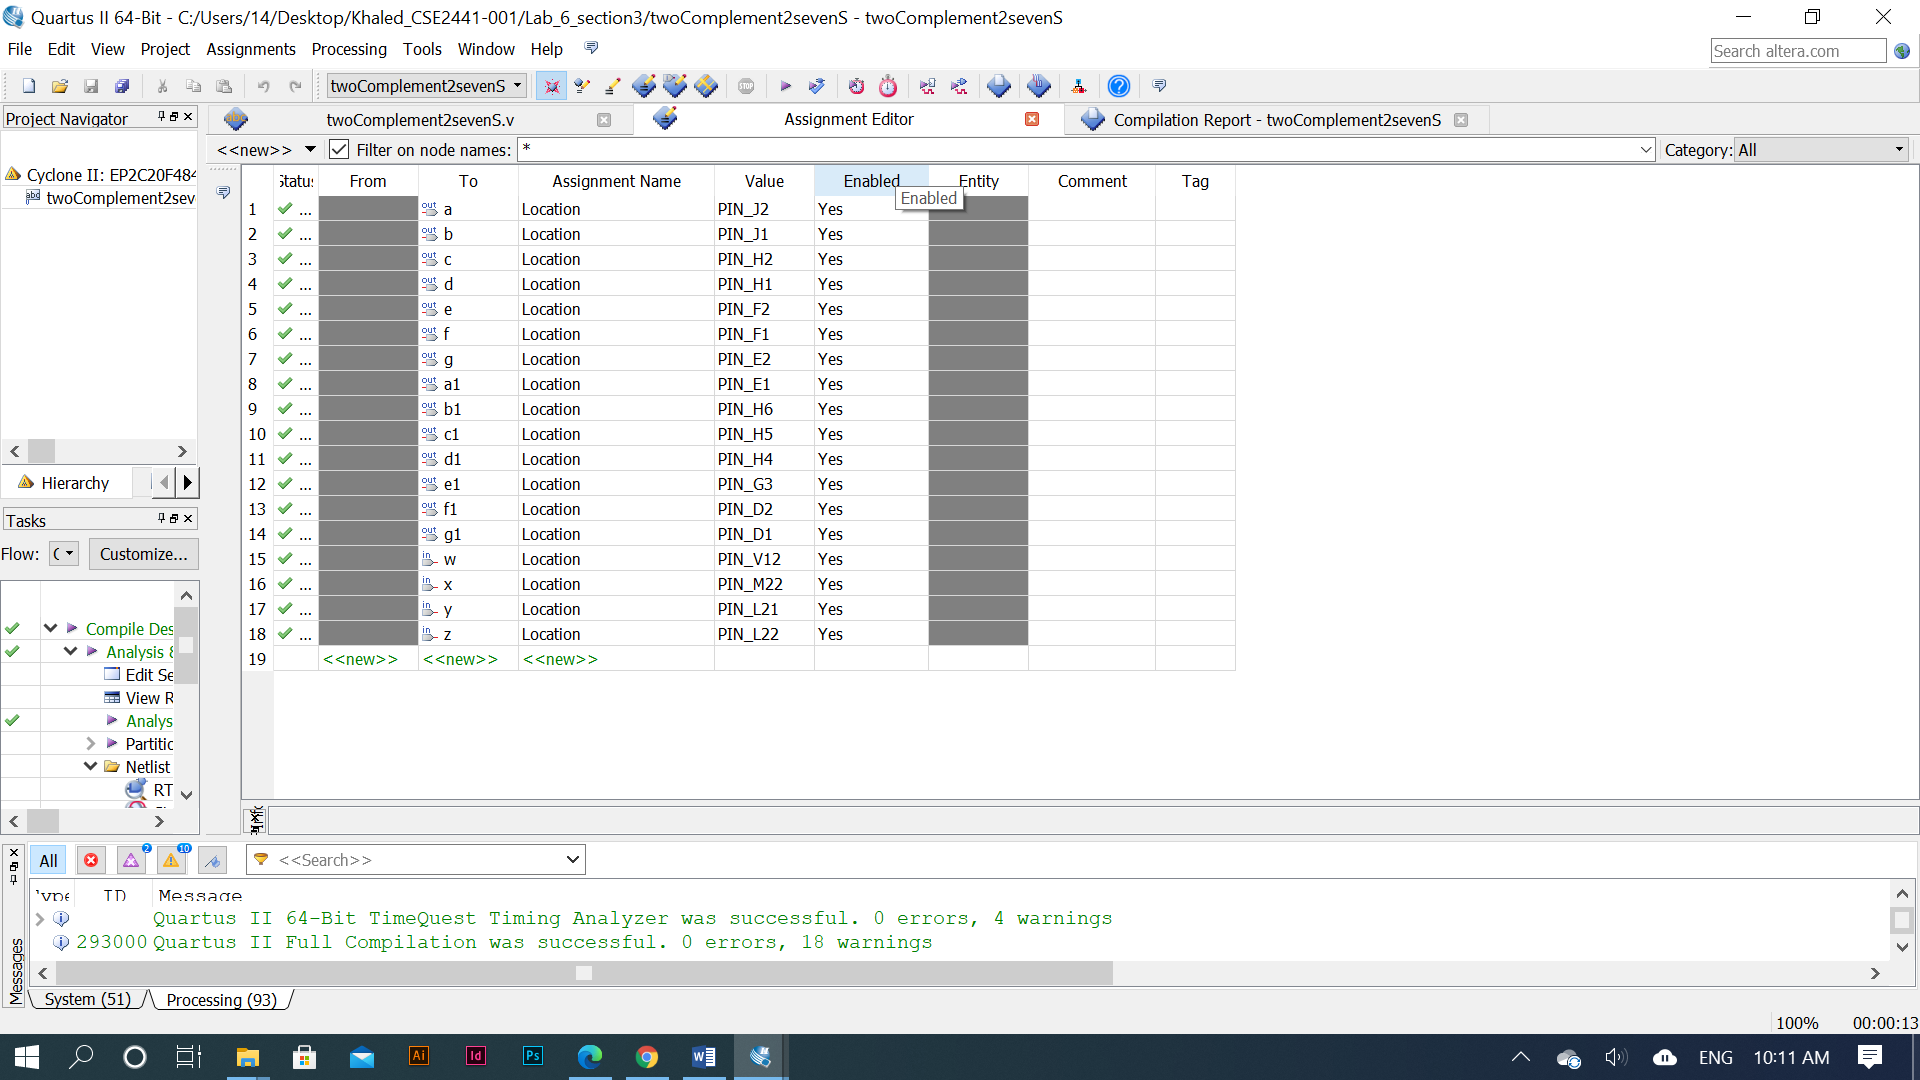 Quartus II 64-Bit - C:/Users/14/Desktop/Khaled_CSE2441-001/Lab_6_section3/twoComplement2sevenS - twoComplement2sevenS
File Edit View Project Assignments Processing Tools Window Help
Search altera.com
twoComplement2sevenS
Project Navigator
twoComplement2sevenS.v
Assignment Editor
Compilation Report - twoComplement2sevenS
<<new>> Filter on node names: * Category: All
Cyclone II: EP2C20F484
twoComplement2sev
From To Assignment Name Value Enabled Entity Comment Tag
Enabled
1 ... a Location PIN_J2 Yes
2 ... b Location PIN_J1 Yes
3 ... c Location PIN_H2 Yes
4 ... d Location PIN_H1 Yes
5 ... e Location PIN_F2 Yes
6 ... f Location PIN_F1 Yes
7 ... g Location PIN_E2 Yes
8 ... a1 Location PIN_E1 Yes
9 ... b1 Location PIN_H6 Yes
10 ... c1 Location PIN_H5 Yes
11 ... d1 Location PIN_H4 Yes
12 ... e1 Location PIN_G3 Yes
13 ... f1 Location PIN_D2 Yes
14 ... g1 Location PIN_D1 Yes
15 ... w Location PIN_V12 Yes
16 ... x Location PIN_M22 Yes
17 ... y Location PIN_L21 Yes
18 ... z Location PIN_L22 Yes
19 <<new>> <<new>> <<new>>
Hierarchy
Tasks
Flow: Customize...
Compile Des
Analysis &
Edit Se
View R
Analys
Partitic
Netlist
RT
All 2 10 <<Search>>
Type ID Message
Quartus II 64-Bit TimeQuest Timing Analyzer was successful. 0 errors, 4 warnings
293000 Quartus II Full Compilation was successful. 0 errors, 18 warnings
Messages
System (51) Processing (93)
100% 00:00:13
Ai Id Ps ENG 10:11 AM